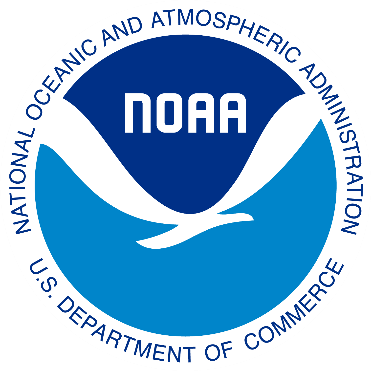 NATIONAL OCEANIC AND ATMOSPHERIC ADMINISTRATION
NOAA
U.S. DEPARTMENT OF COMMERCE